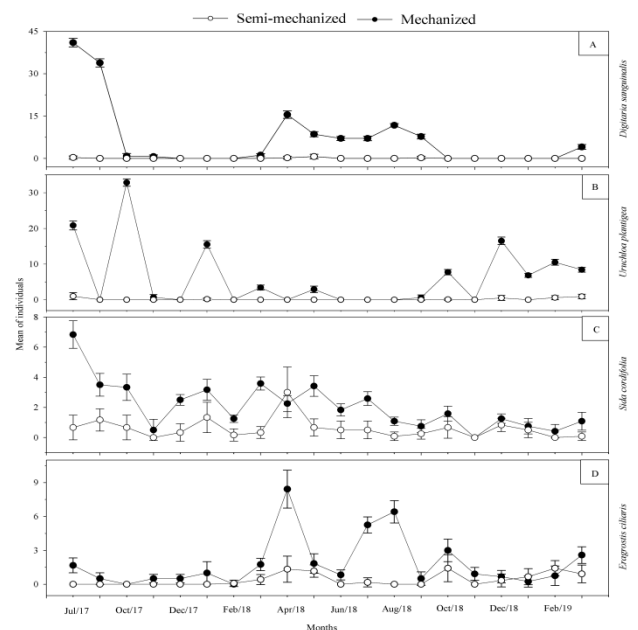 Semi-mechanized Mechanized
A
45
30
15
0
Digitaria sanguinalis
B
30
20
10
0
Uruchloa plantigea
Mean of individuals
C
8
6
4
2
0
Sida cordifolia
D
9
6
3
0
Eragrostis ciliaris
Jul/17 Oct/17 Dec/17 Feb/18 Apr/18 Jun/18 Aug/18 Oct/18 Dec/18 Feb/19
Months